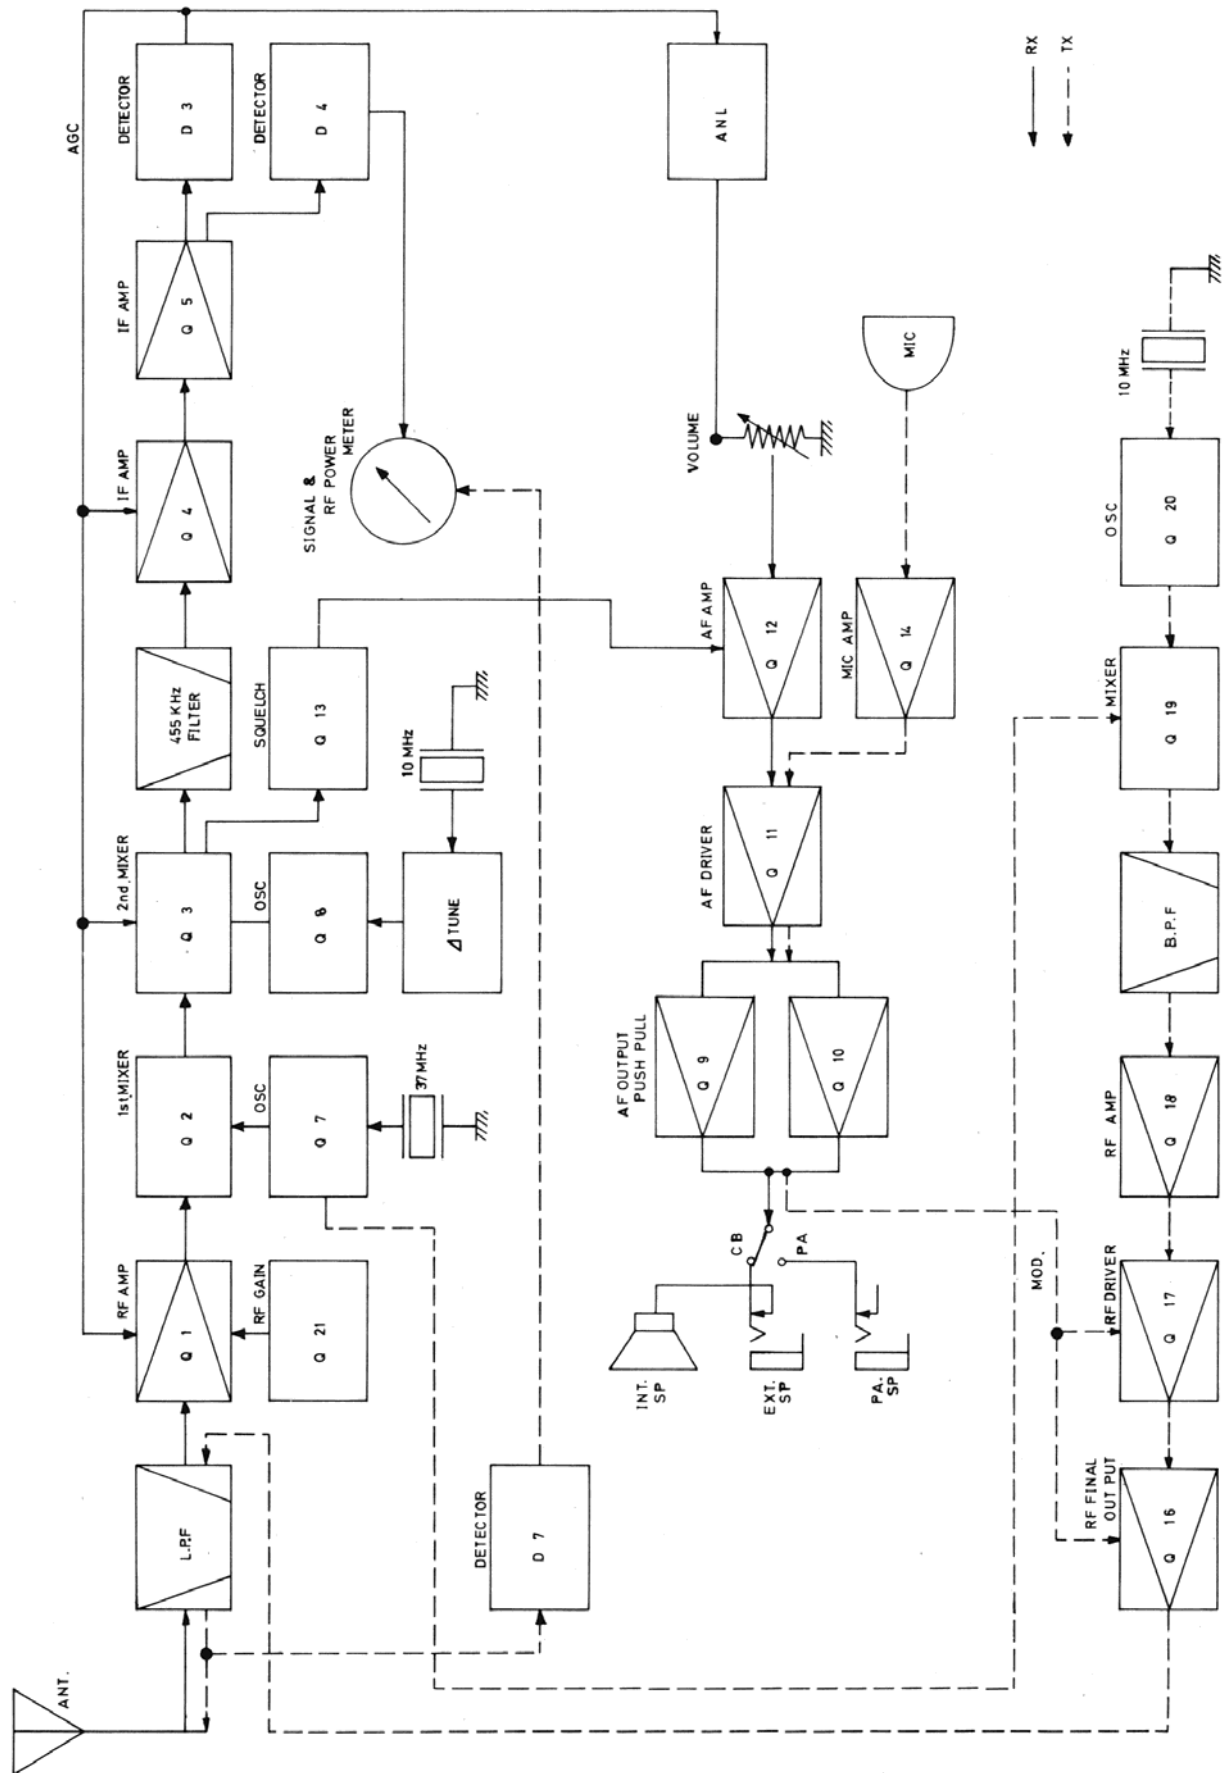 ANT.
L.P.F
RF AMP
Q 1
RF GAIN
Q 21
1st.MIXER
Q 2
OSC
Q 7
37MHz
2nd.MIXER
Q 3
OSC
Q 8
Δ TUNE
10 MHz
455 KHz
FILTER
SQUELCH
Q 13
IF AMP
Q 4
IF AMP
Q 5
AGC
DETECTOR
D 3
DETECTOR
D 4
SIGNAL &
RF POWER
METER
DETECTOR
D 7
INT.
SP
EXT.
SP
PA.
SP
CB
PA
AF OUTPUT
PUSH PULL
Q 9
Q 10
AF DRIVER
Q 11
AF AMP
Q 12
MIC AMP
Q 14
VOLUME
MIC
ANL
RX
TX
MOD.
RF FINAL
OUTPUT
Q 16
RF DRIVER
Q 17
RF AMP
Q 18
B.P.F
MIXER
Q 19
OSC
Q 20
10 MHz